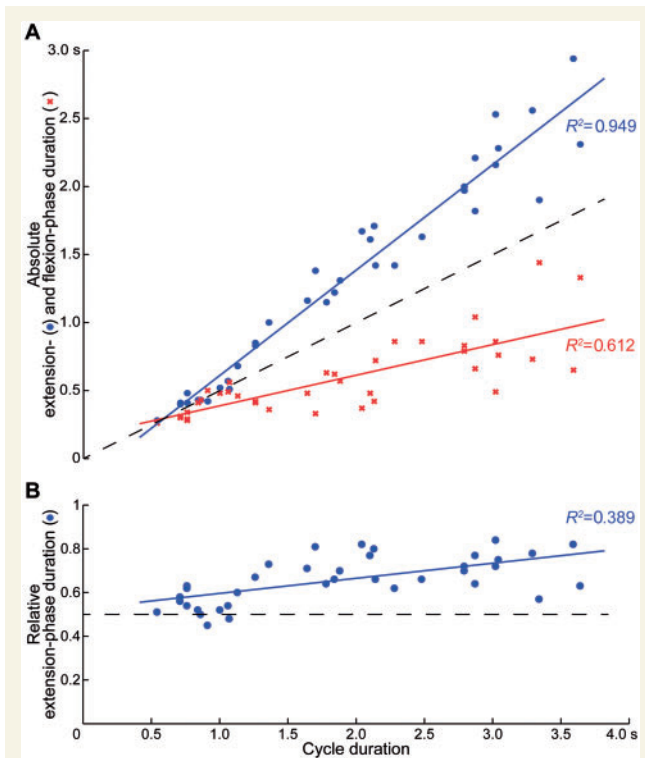 A
3.0 s
2.5
2.0
1.5
1.0
0.5
0
Absolute
extension- (●) and flexion-phase duration (×)
R²=0.949
R²=0.612
B
1
0.8
0.6
0.4
0.2
Relative
extension-phase duration (●)
R²=0.389
0 0.5 1.0 1.5 2.0 2.5 3.0 3.5 4.0 s
Cycle duration